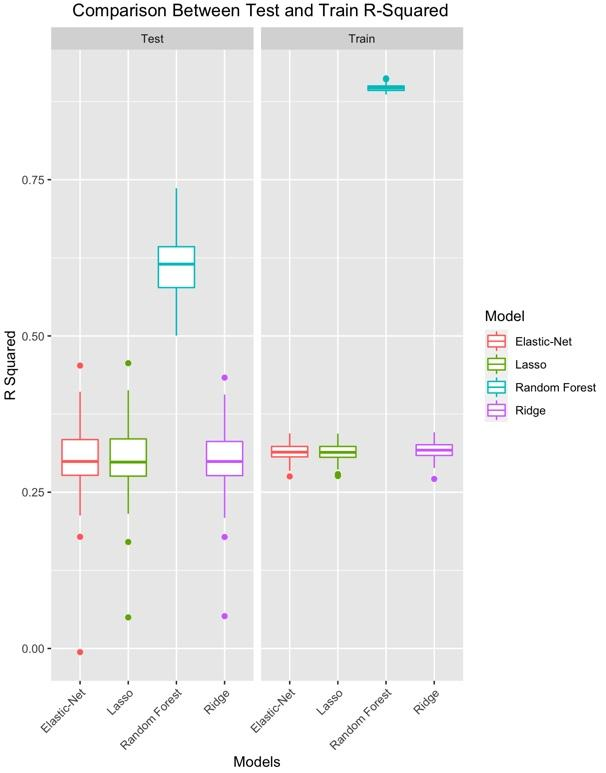 Comparison Between Test and Train R-Squared
Test
Train
R Squared
0.75
0.50
0.25
0.00
Elastic-Net
Lasso
Random Forest
Ridge
Elastic-Net
Lasso
Random Forest
Ridge
Models
Model
Elastic-Net
Lasso
Random Forest
Ridge